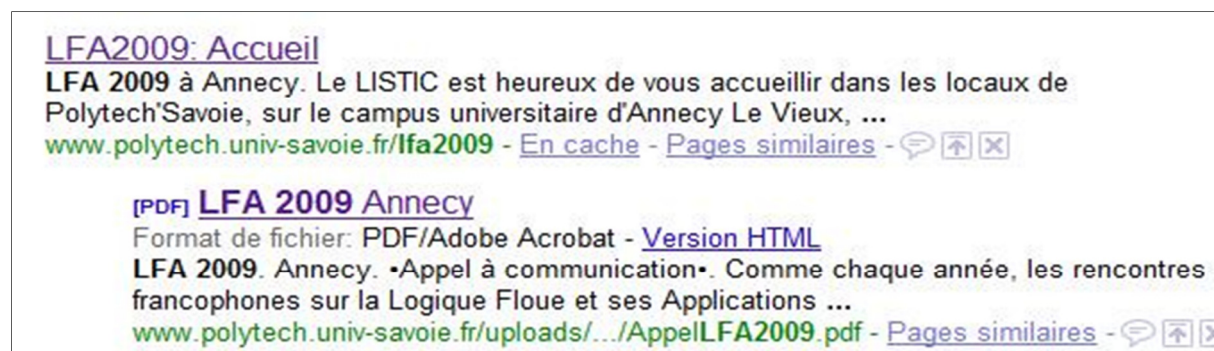 LFA2009: Accueil
LFA 2009 à Annecy. Le LISTIC est heureux de vous accueillir dans les locaux de
Polytech'Savoie, sur le campus universitaire d'Annecy Le Vieux, ...
www.polytech.univ-savoie.fr/lfa2009 - En cache - Pages similaires -
[PDF] LFA 2009 Annecy
Format de fichier: PDF/Adobe Acrobat - Version HTML
LFA 2009. Annecy. •Appel à communication•. Comme chaque année, les rencontres
francophones sur la Logique Floue et ses Applications ...
www.polytech.univ-savoie.fr/uploads/.../AppelLFA2009.pdf - Pages similaires -